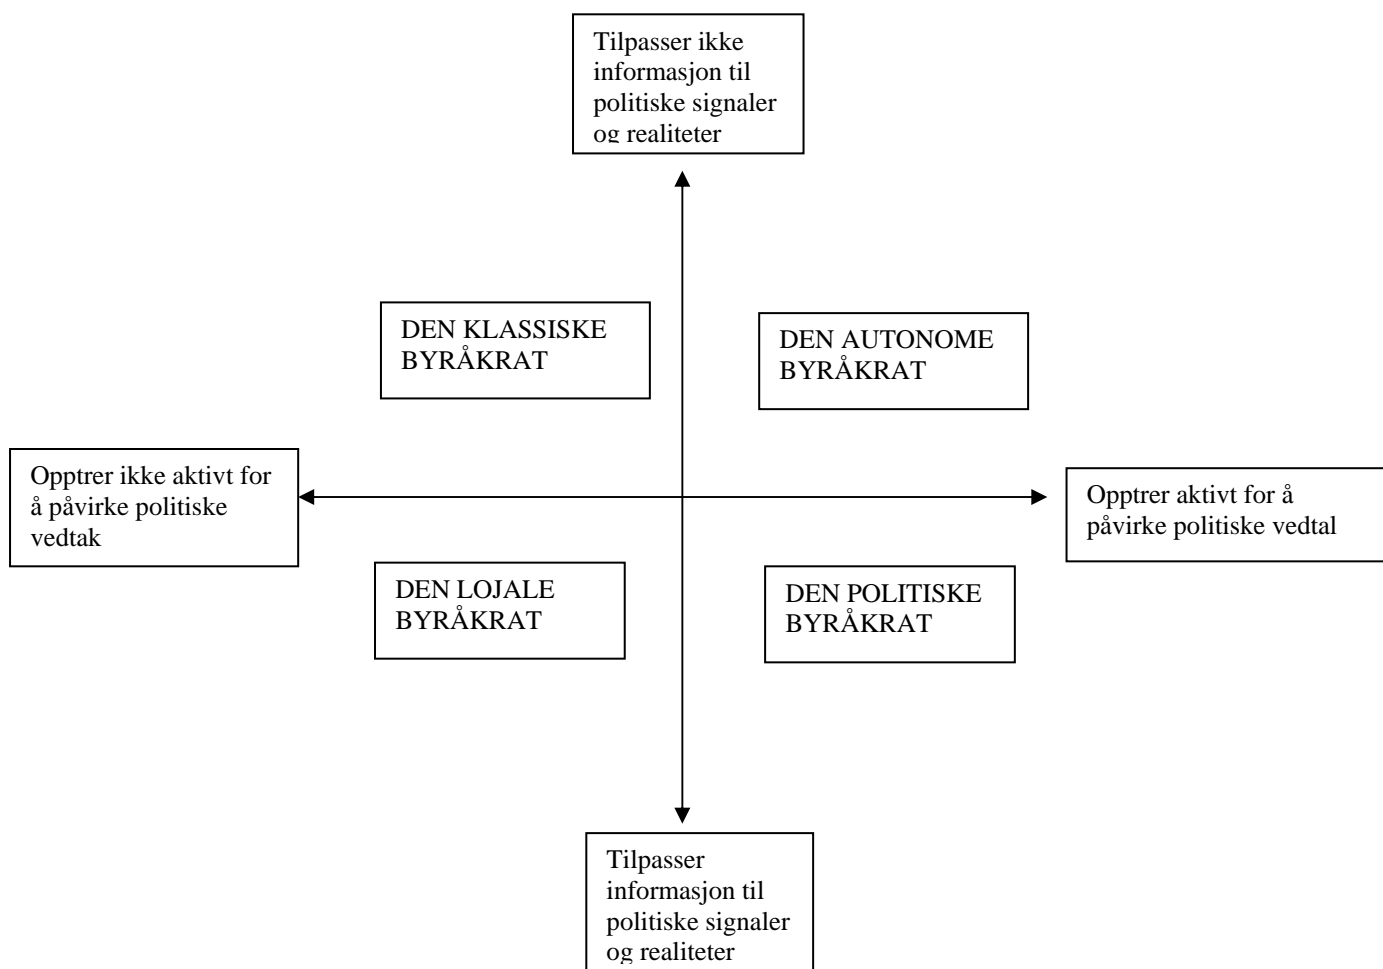 Tilpasser ikke
informasjon til
politiske signaler
og realiteter
DEN KLASSISKE
BYRÅKRAT
DEN AUTONOME
BYRÅKRAT
Opptrer ikke aktivt for
å påvirke politiske
vedtak
Opptrer aktivt for å
påvirke politiske vedtal
DEN LOJALE
BYRÅKRAT
DEN POLITISKE
BYRÅKRAT
Tilpasser
informasjon til
politiske signaler
og realiteter